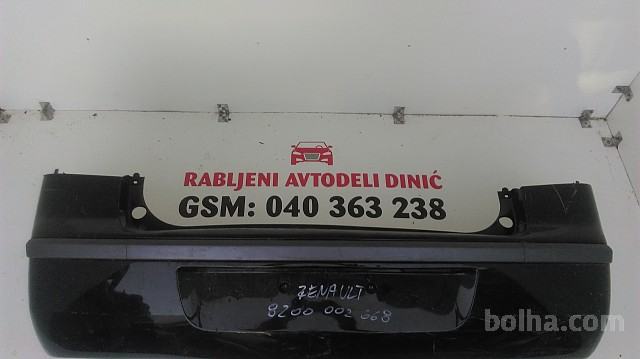 RABLJENI AVTODELI DINIĆ
GSM: 040 363 238
RENAULT
8200 002 668
bolha.com